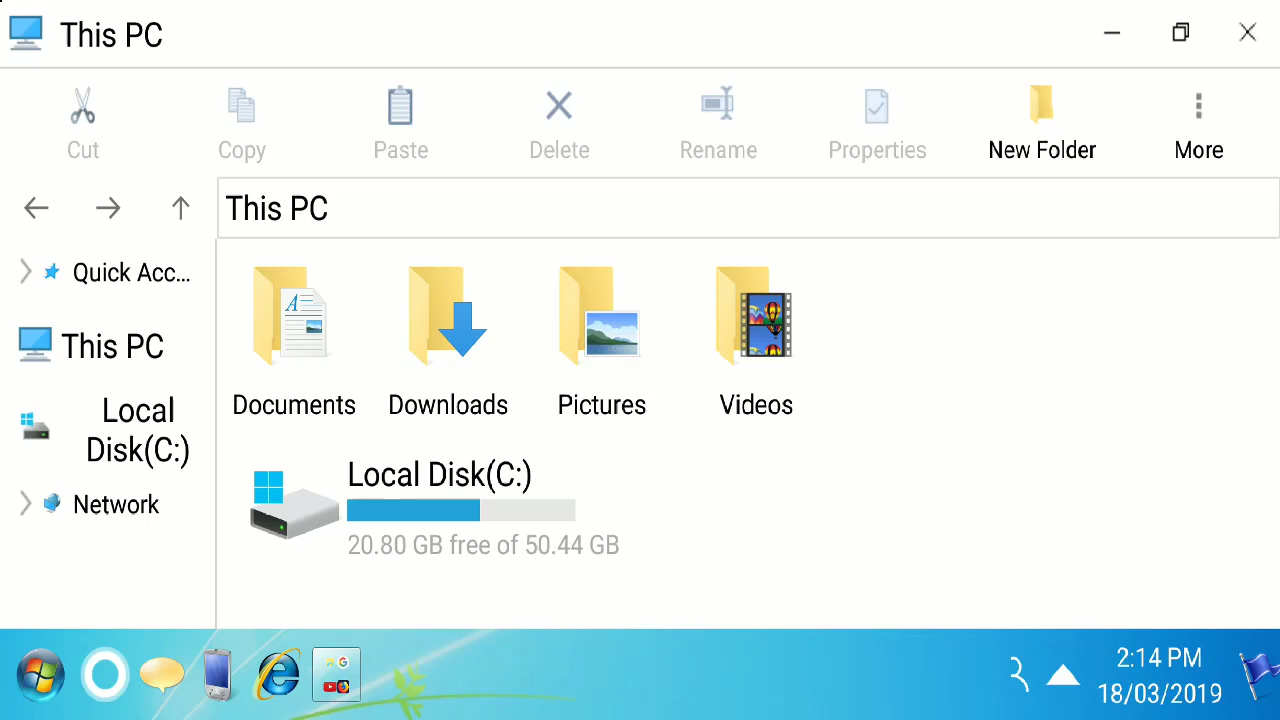 This PC
Cut
Copy
Paste
Delete
Rename
Properties
New Folder
More
This PC
Quick Acc...
This PC
Local
Disk(C:)
Network
Documents
Downloads
Pictures
Videos
Local Disk(C:)
20.80 GB free of 50.44 GB
2:14 PM
18/03/2019